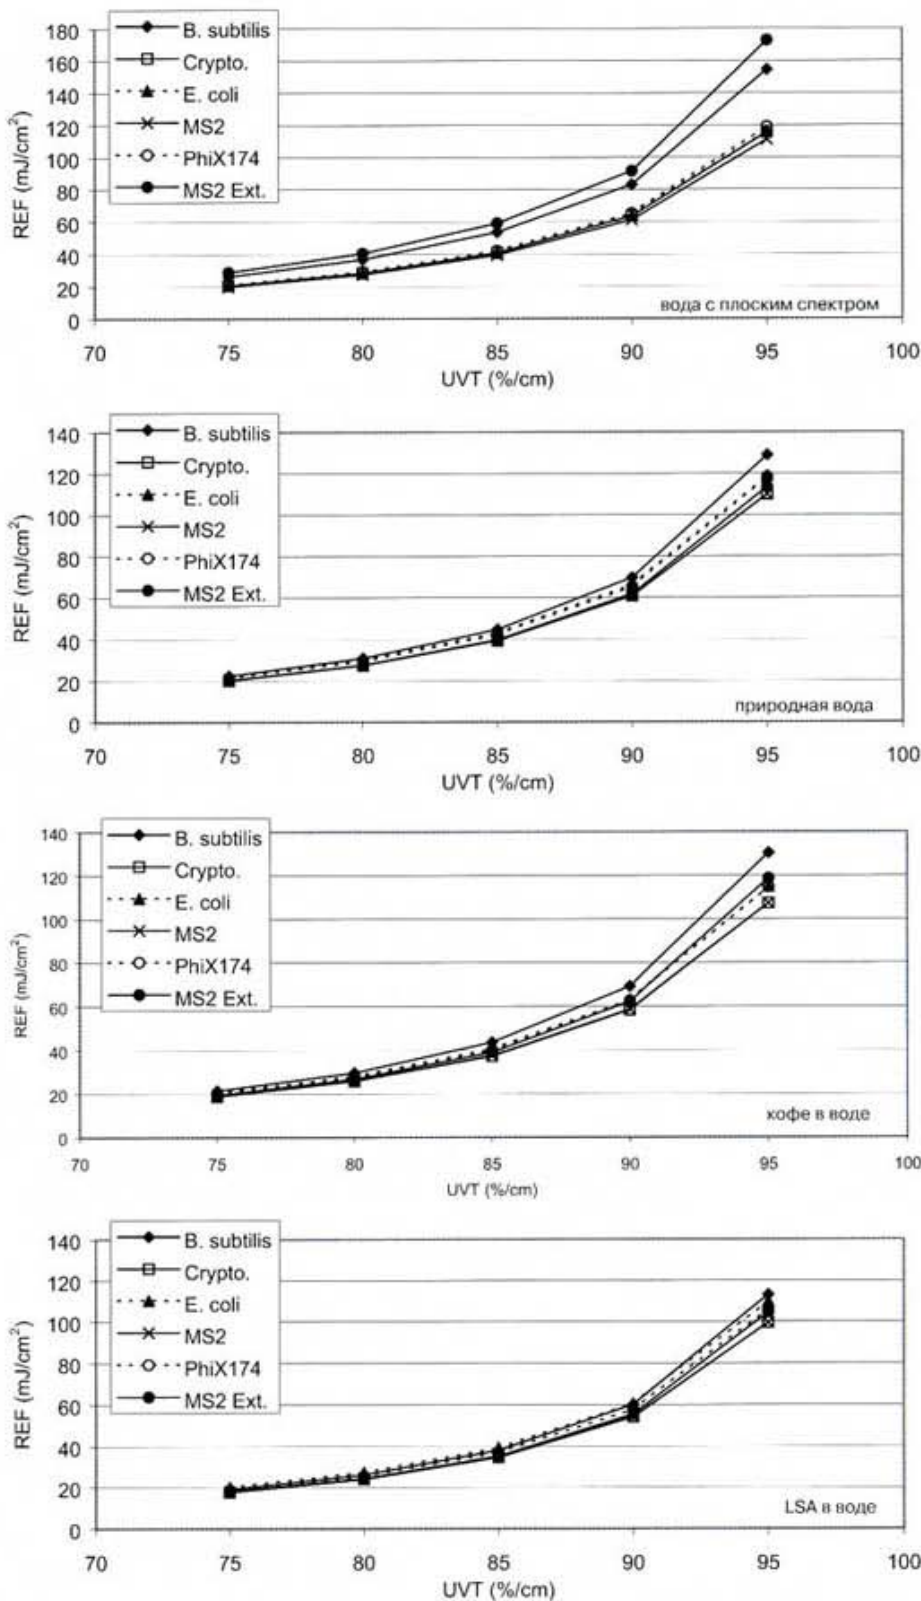 180
160
140
120
100
80
60
40
20
0
REF (mJ/cm²)
B. subtilis
Crypto.
E. coli
MS2
PhiX174
MS2 Ext.
вода с плоским спектром
70 75 80 85 90 95 100
UVT (%/cm)
140
120
100
80
60
40
20
0
REF (mJ/cm²)
B. subtilis
Crypto.
E. coli
MS2
PhiX174
MS2 Ext.
природная вода
70 75 80 85 90 95 100
UVT (%/cm)
140
120
100
80
60
40
20
0
REF (mJ/cm²)
B. subtilis
Crypto.
E. coli
MS2
PhiX174
MS2 Ext.
кофе в воде
70 75 80 85 90 95 100
UVT (%/cm)
140
120
100
80
60
40
20
0
REF (mJ/cm²)
B. subtilis
Crypto.
E. coli
MS2
PhiX174
MS2 Ext.
LSA в воде
70 75 80 85 90 95 100
UVT (%/cm)